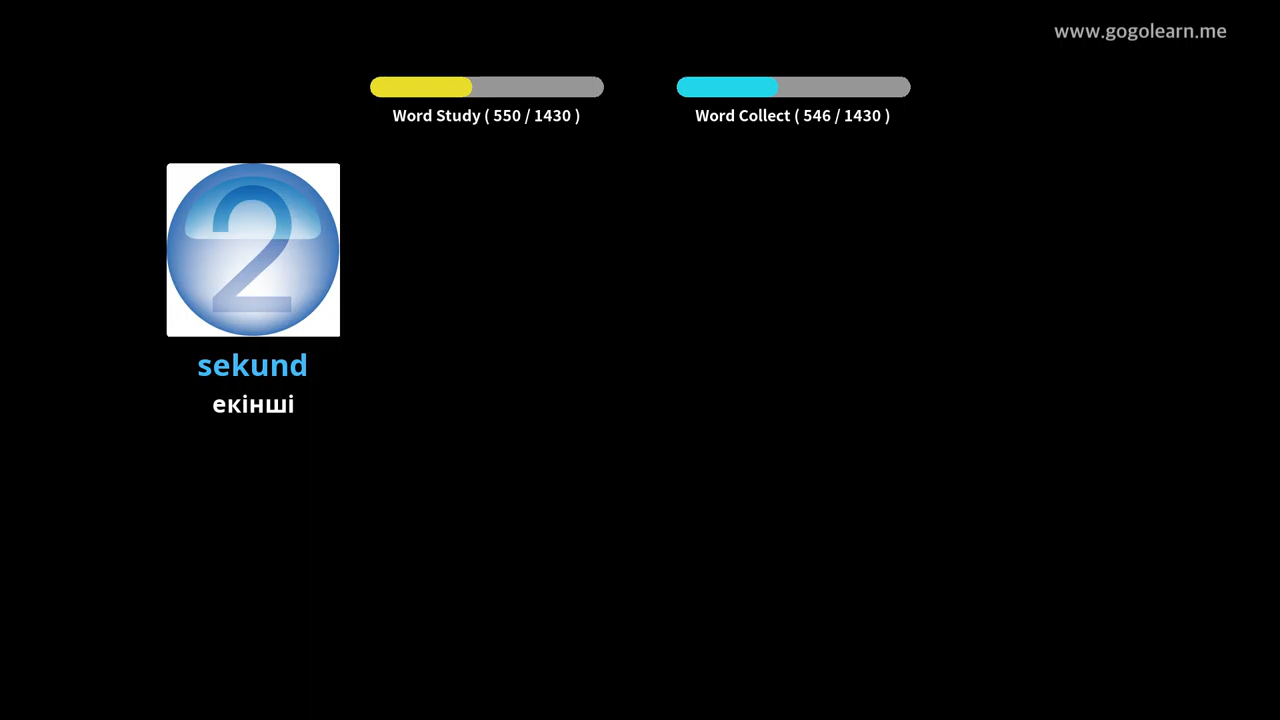 www.gogolearn.me
Word Study ( 550 / 1430 )
Word Collect ( 546 / 1430 )
2
sekund
екінші